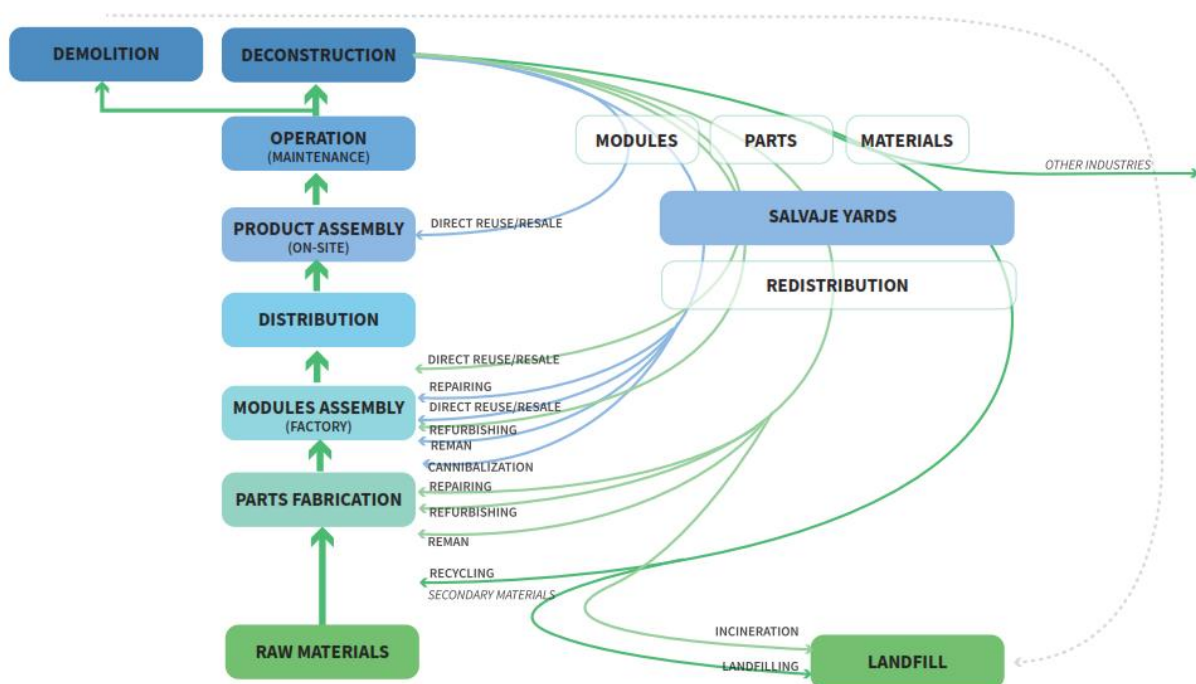 DEMOLITION
DECONSTRUCTION
OPERATION
(MAINTENANCE)
MODULES
PARTS
MATERIALS
OTHER INDUSTRIES
PRODUCT ASSEMBLY
(ON-SITE)
DIRECT REUSE/RESALE
SALVAJE YARDS
REDISTRIBUTION
DISTRIBUTION
DIRECT REUSE/RESALE
REPAIRING
MODULES ASSEMBLY
(FACTORY)
DIRECT REUSE/RESALE
REFURBISHING
REMAN
CANNIBALIZATION
PARTS FABRICATION
REPAIRING
REFURBISHING
REMAN
RECYCLING
SECONDARY MATERIALS
RAW MATERIALS
INCINERATION
LANDFILLING
LANDFILL